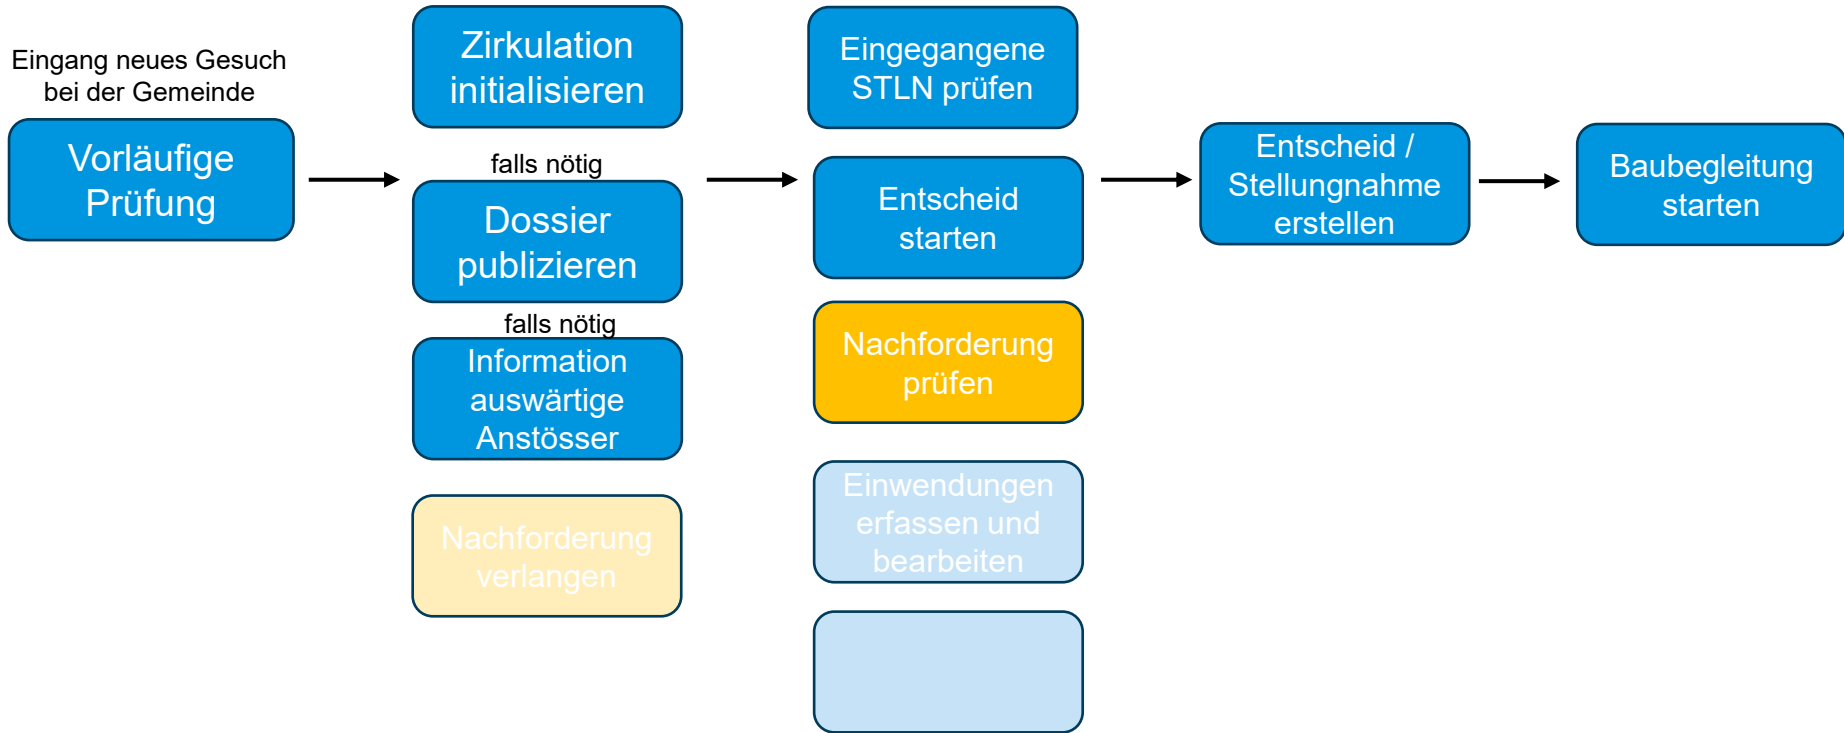 Eingang neues Gesuch
bei der Gemeinde
Vorläufige
Prüfung
Zirkulation
initialisieren
falls nötig
Dossier
publizieren
falls nötig
Information
auswärtige
Anstösser
Nachforderung
verlangen
Eingegangene
STLN prüfen
Entscheid
starten
Nachforderung
prüfen
Einwendungen
erfassen und
bearbeiten
Entscheid /
Stellungnahme
erstellen
Baubegleitung
starten